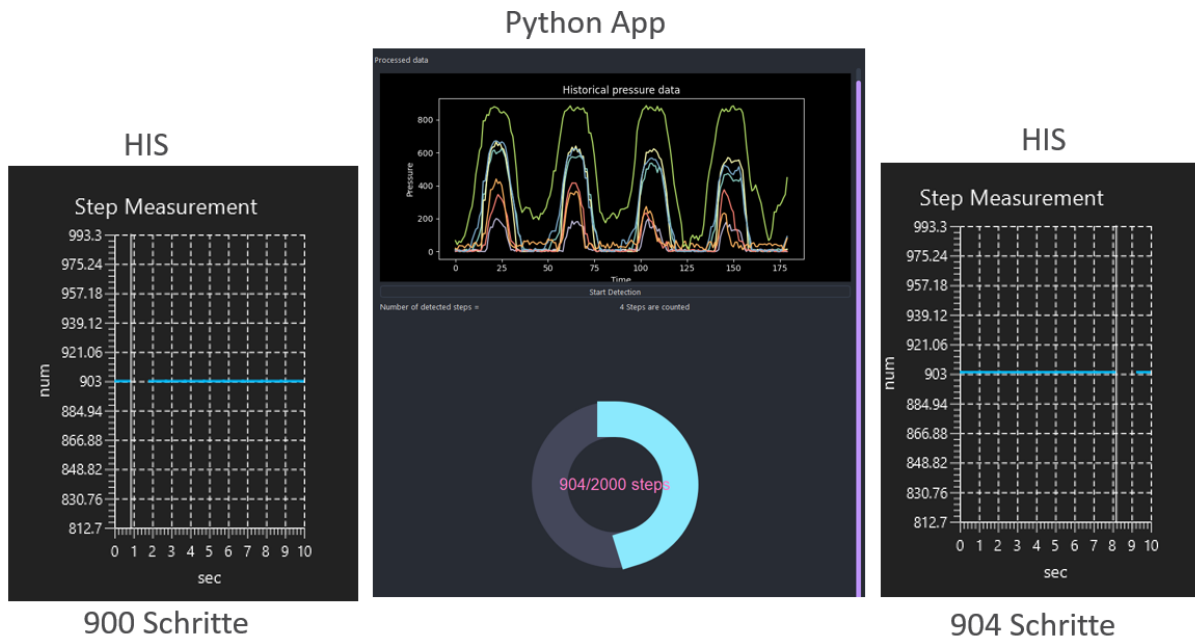 Python App
HIS
Step Measurement
993.3
975.24
957.18
939.12
921.06
903
884.94
866.88
848.82
830.76
812.7
num
0 1 2 3 4 5 6 7 8 9 10
sec
900 Schritte
Processed data
Historical pressure data
800
600
400
200
0
Pressure
0 25 50 75 100 125 150 175
Time
Start Detection
Number of detected steps = 4 Steps are counted
904/2000 steps
HIS
Step Measurement
993.3
975.24
957.18
939.12
921.06
903
884.94
866.88
848.82
830.76
812.7
num
0 1 2 3 4 5 6 7 8 9 10
sec
904 Schritte